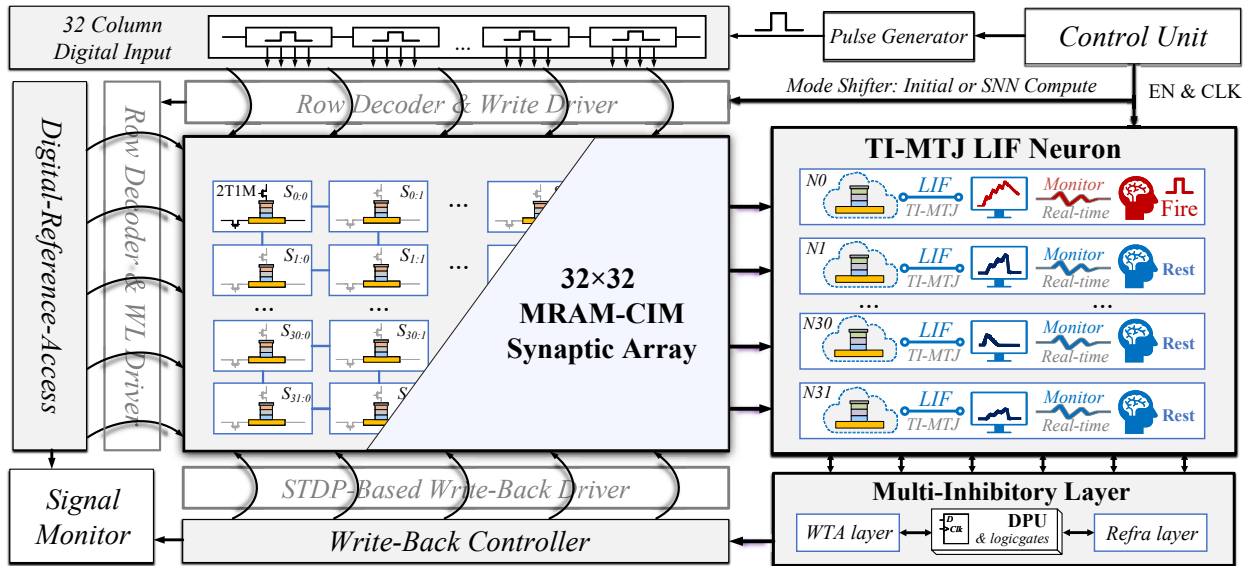 32 Column
Digital Input
...
Pulse Generator
Control Unit
Mode Shifter: Initial or SNN Compute
EN & CLK
Row Decoder & Write Driver
Digital-Reference-Access
Row Decoder & WL Driver
2T1M
S0:0
S0:1
...
S1:0
S1:1
...
...
...
S30:0
S30:1
S31:0
32×32
MRAM-CIM
Synaptic Array
TI-MTJ LIF Neuron
N0
LIF
TI-MTJ
Monitor
Real-time
Fire
N1
LIF
TI-MTJ
Monitor
Real-time
Rest
...
...
N30
LIF
TI-MTJ
Monitor
Real-time
Rest
N31
LIF
TI-MTJ
Monitor
Real-time
Rest
STDP-Based Write-Back Driver
Signal
Monitor
Write-Back Controller
Multi-Inhibitory Layer
WTA layer
D
Clk
DPU
& logicgates
Refra layer